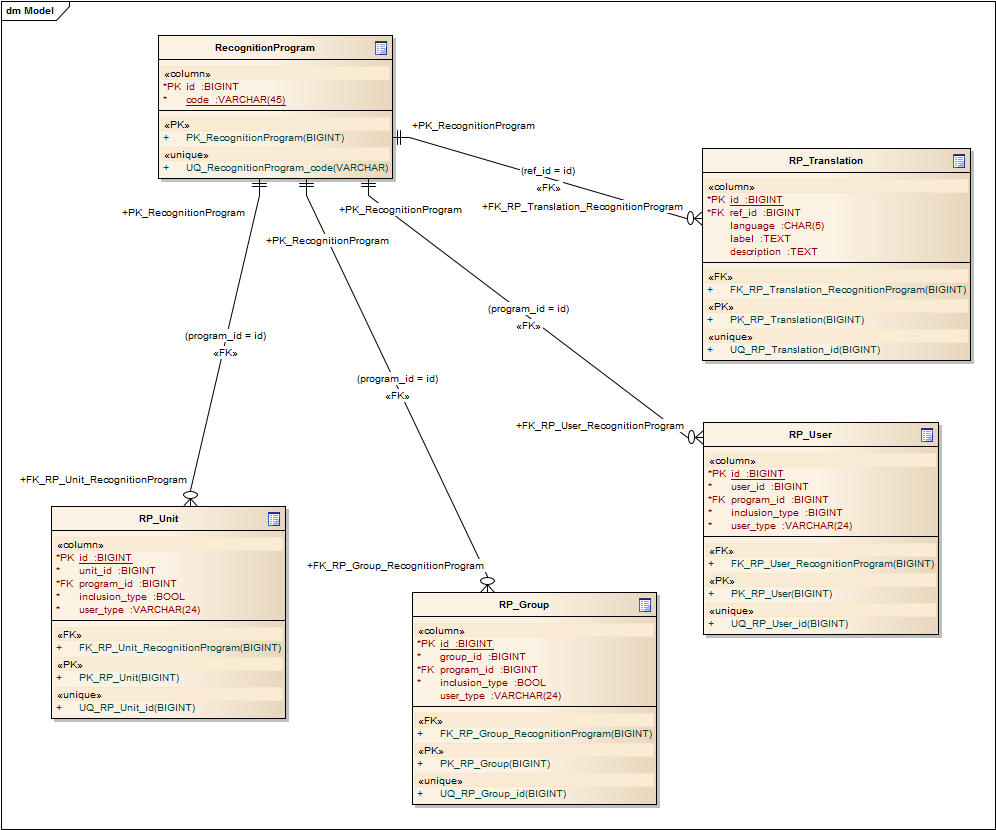 dm Model
RecognitionProgram
«column»
*PK id :BIGINT
* code :VARCHAR(45)
«PK»
+ PK_RecognitionProgram(BIGINT)
«unique»
+ UQ_RecognitionProgram_code(VARCHAR)
+PK_RecognitionProgram
(ref_id = id)
«FK»
+FK_RP_Translation_RecognitionProgram
RP_Translation
«column»
*PK id :BIGINT
*FK ref_id :BIGINT
language :CHAR(5)
label :TEXT
description :TEXT
«FK»
+ FK_RP_Translation_RecognitionProgram(BIGINT)
«PK»
+ PK_RP_Translation(BIGINT)
«unique»
+ UQ_RP_Translation_id(BIGINT)
+PK_RecognitionProgram
+PK_RecognitionProgram
+PK_RecognitionProgram
(program_id = id)
«FK»
(program_id = id)
«FK»
(program_id = id)
«FK»
+FK_RP_User_RecognitionProgram
RP_User
«column»
*PK id :BIGINT
* user_id :BIGINT
*FK program_id :BIGINT
* inclusion_type :BIGINT
* user_type :VARCHAR(24)
«FK»
+ FK_RP_User_RecognitionProgram(BIGINT)
«PK»
+ PK_RP_User(BIGINT)
«unique»
+ UQ_RP_User_id(BIGINT)
+FK_RP_Unit_RecognitionProgram
RP_Unit
«column»
*PK id :BIGINT
* unit_id :BIGINT
*FK program_id :BIGINT
* inclusion_type :BOOL
* user_type :VARCHAR(24)
«FK»
+ FK_RP_Unit_RecognitionProgram(BIGINT)
«PK»
+ PK_RP_Unit(BIGINT)
«unique»
+ UQ_RP_Unit_id(BIGINT)
+FK_RP_Group_RecognitionProgram
RP_Group
«column»
*PK id :BIGINT
* group_id :BIGINT
*FK program_id :BIGINT
* inclusion_type :BOOL
user_type :VARCHAR(24)
«FK»
+ FK_RP_Group_RecognitionProgram(BIGINT)
«PK»
+ PK_RP_Group(BIGINT)
«unique»
+ UQ_RP_Group_id(BIGINT)